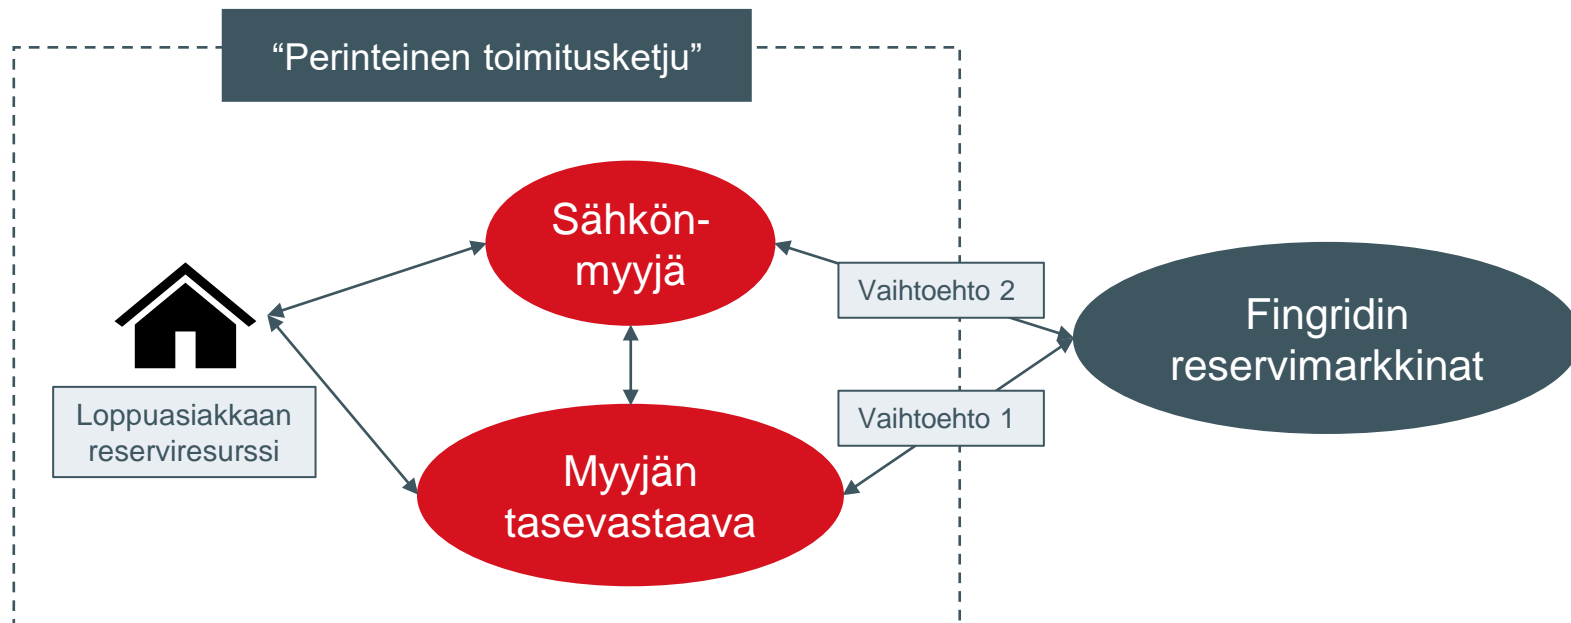 “Perinteinen toimitusketju”
Sähkön-
myyjä
Vaihtoehto 2
Fingridin
reservimarkkinat
Loppuasiakkaan
reserviresurssi
Vaihtoehto 1
Myyjän
tasevastaava